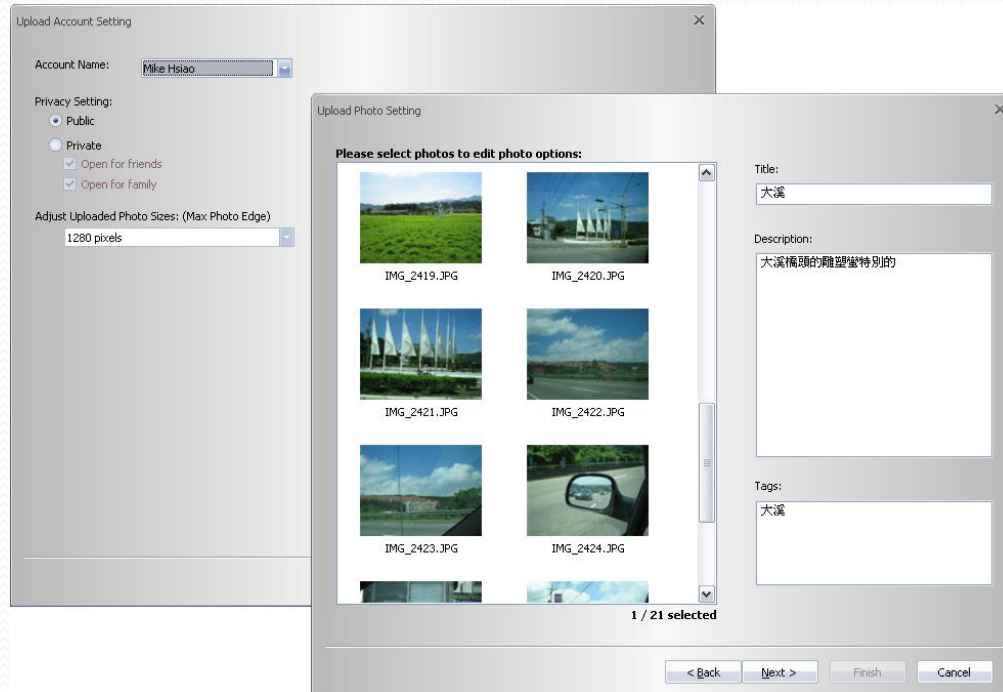 Upload Account Setting
Account Name:
Mike Hsiao
Privacy Setting:
Public
Private
Open for friends
Open for family
Adjust Uploaded Photo Sizes: (Max Photo Edge)
1280 pixels
Upload Photo Setting
Please select photos to edit photo options:
IMG_2419.JPG
IMG_2420.JPG
IMG_2421.JPG
IMG_2422.JPG
IMG_2423.JPG
IMG_2424.JPG
1 / 21 selected
Title:
大溪
Description:
大溪橋頭的雕塑蠻特別的
Tags:
大溪
< Back
Next >
Finish
Cancel